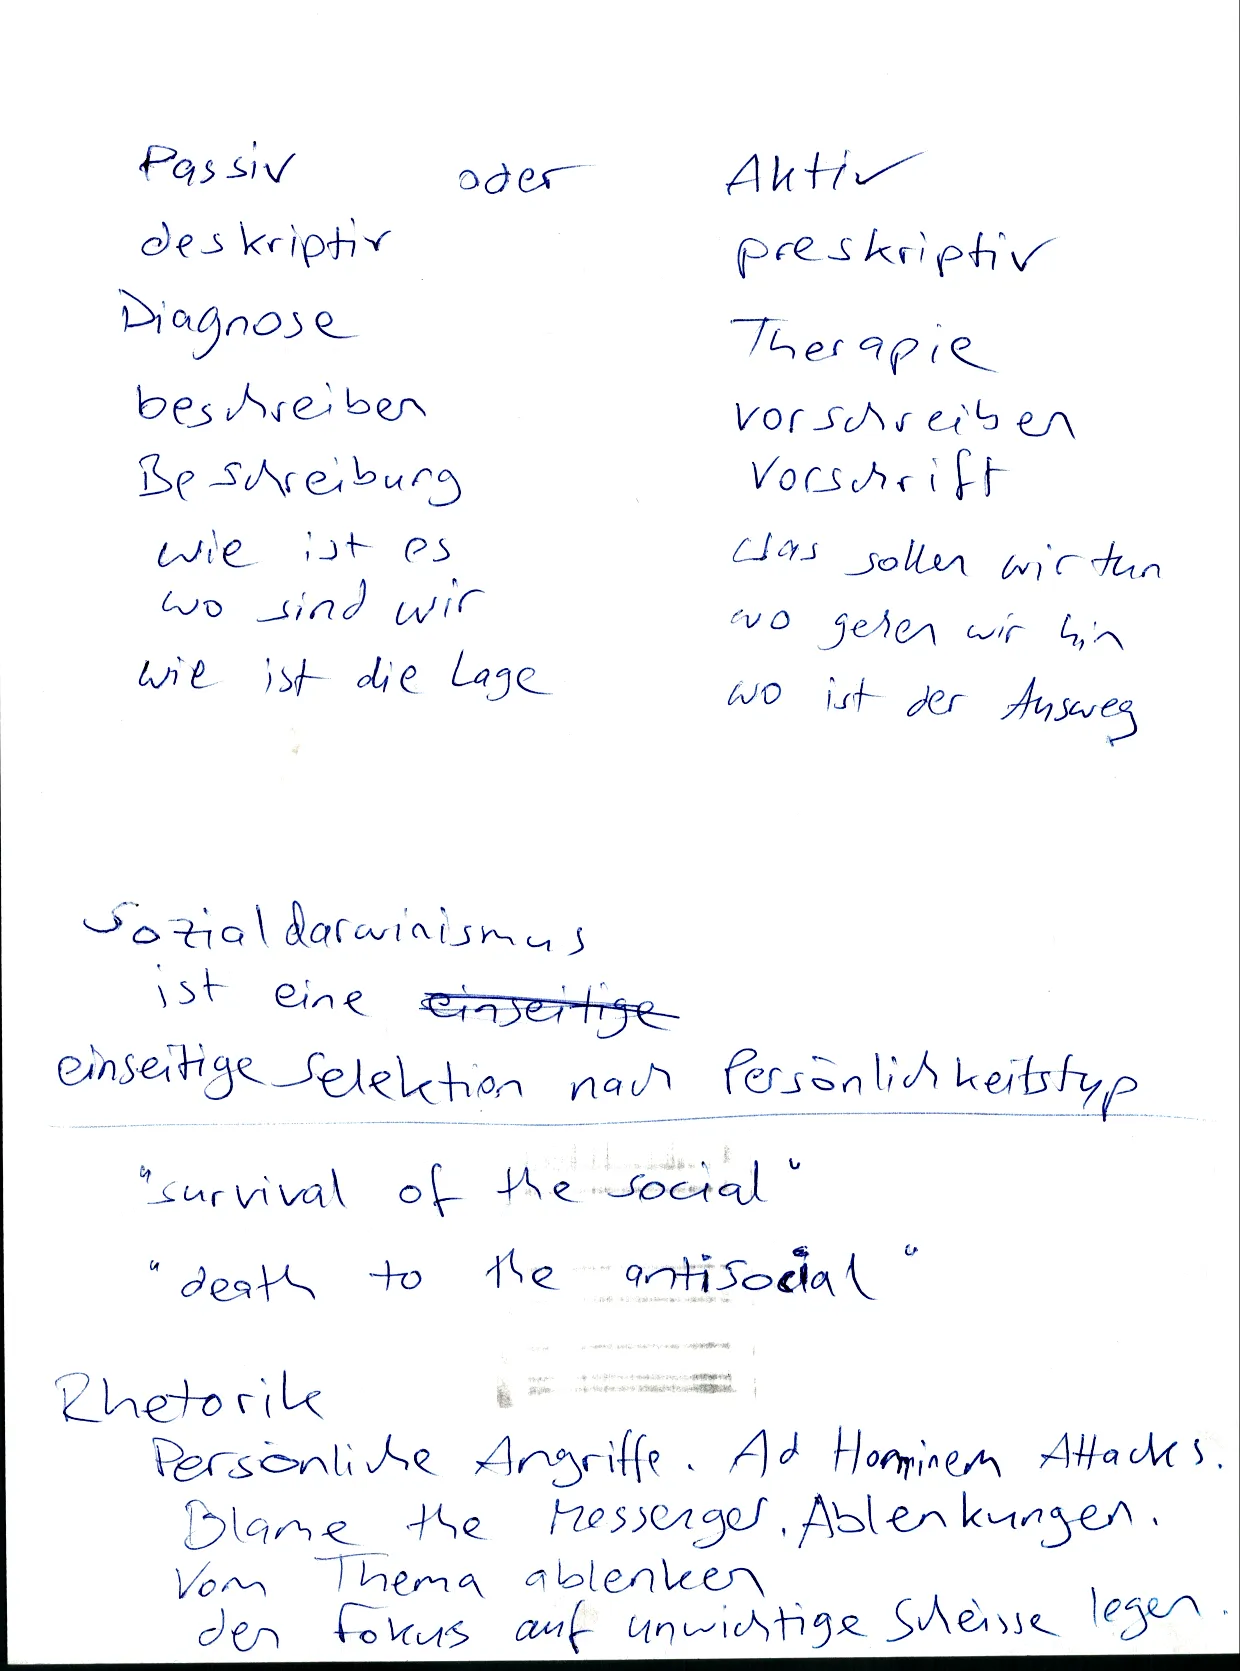 Passiv oder Aktiv
deskriptiv preskriptiv
Diagnose Therapie
beschreiben vorschreiben
Beschreibung Vorschrift
wie ist es was sollen wir tun
wo sind wir wo gehen wir hin
wie ist die Lage wo ist der Ausweg
Sozialdarwinismus
ist eine einseitige
einseitige Selektion nach Persönlichkeitstyp
"survival of the social"
"death to the antisocial"
Rhetorik
Persönliche Angriffe. Ad Hominem Attacks.
Blame the Messenger. Ablenkungen.
Vom Thema ablenken
den Fokus auf unwichtige Scheisse legen.